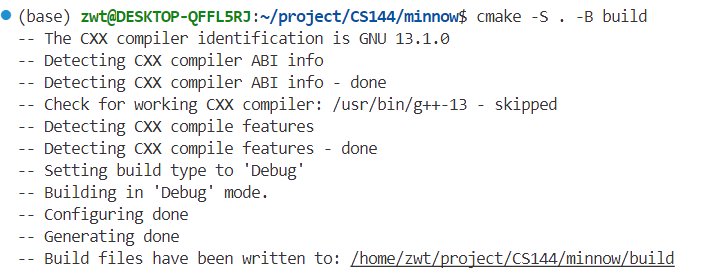 (base) zwt@DESKTOP-QFFL5RJ:~/project/CS144/minnow$ cmake -S . -B build
-- The CXX compiler identification is GNU 13.1.0
-- Detecting CXX compiler ABI info
-- Detecting CXX compiler ABI info - done
-- Check for working CXX compiler: /usr/bin/g++-13 - skipped
-- Detecting CXX compile features
-- Detecting CXX compile features - done
-- Setting build type to 'Debug'
-- Building in 'Debug' mode.
-- Configuring done
-- Generating done
-- Build files have been written to: /home/zwt/project/CS144/minnow/build